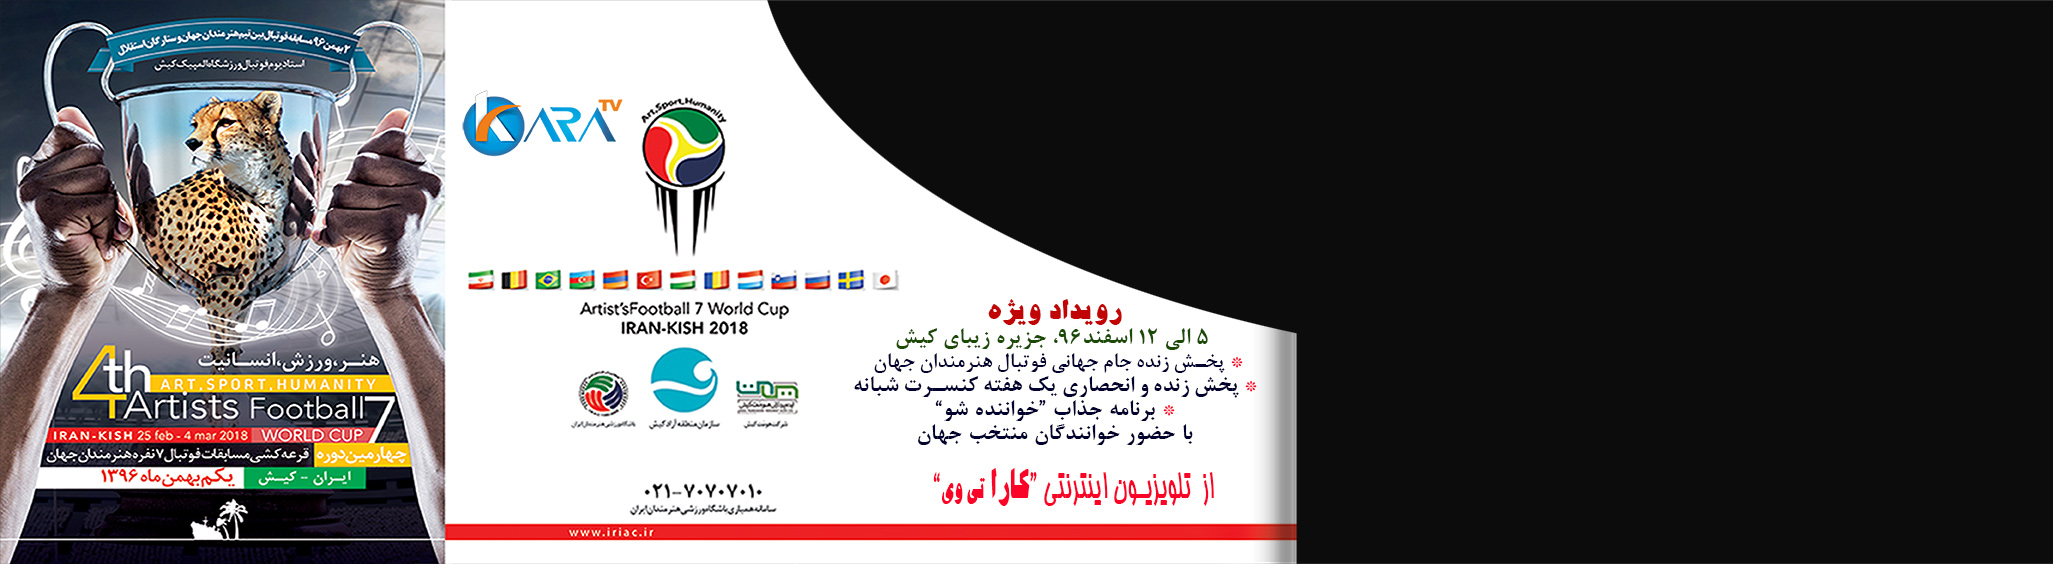 ۲ بهمن ۹۶ مسابقه فوتبال بین تیم هنرمندان جهان و ستارگان استقلال
استادیوم فوتبال ورزشگاه المپیک کیش
هنر، ورزش، انسانیت
4th
ART.SPORT.HUMANITY
Artists Football 7
IRAN-KISH 25 feb - 4 mar 2018 WORLD CUP
چهارمین دوره قرعه کشی مسابقات فوتبال ۷ نفره هنرمندان جهان
ایران - کیش یکم بهمن ماه ۱۳۹۶
KARA TV
Art.Sport.Humanity
Artist'sFootball 7 World Cup
IRAN-KISH 2018
باشگاه ورزشی هنرمندان ایران
سازمان منطقه آزاد کیش
شرکت هومت کیش
۰۲۱-۷۰۷۰۷۰۱۰
سامانه همیاری باشگاه ورزشی هنرمندان ایران
www.iriac.ir
رویداد ویژه
۵ الی ۱۲ اسفند ۹۶، جزیره زیبای کیش
* پخش زنده جام جهانی فوتبال هنرمندان جهان
* پخش زنده و انحصاری یک هفته کنسرت شبانه
* برنامه جذاب "خواننده شو"
با حضور خوانندگان منتخب جهان
از تلویزیون اینترنتی "کارا تی وی"